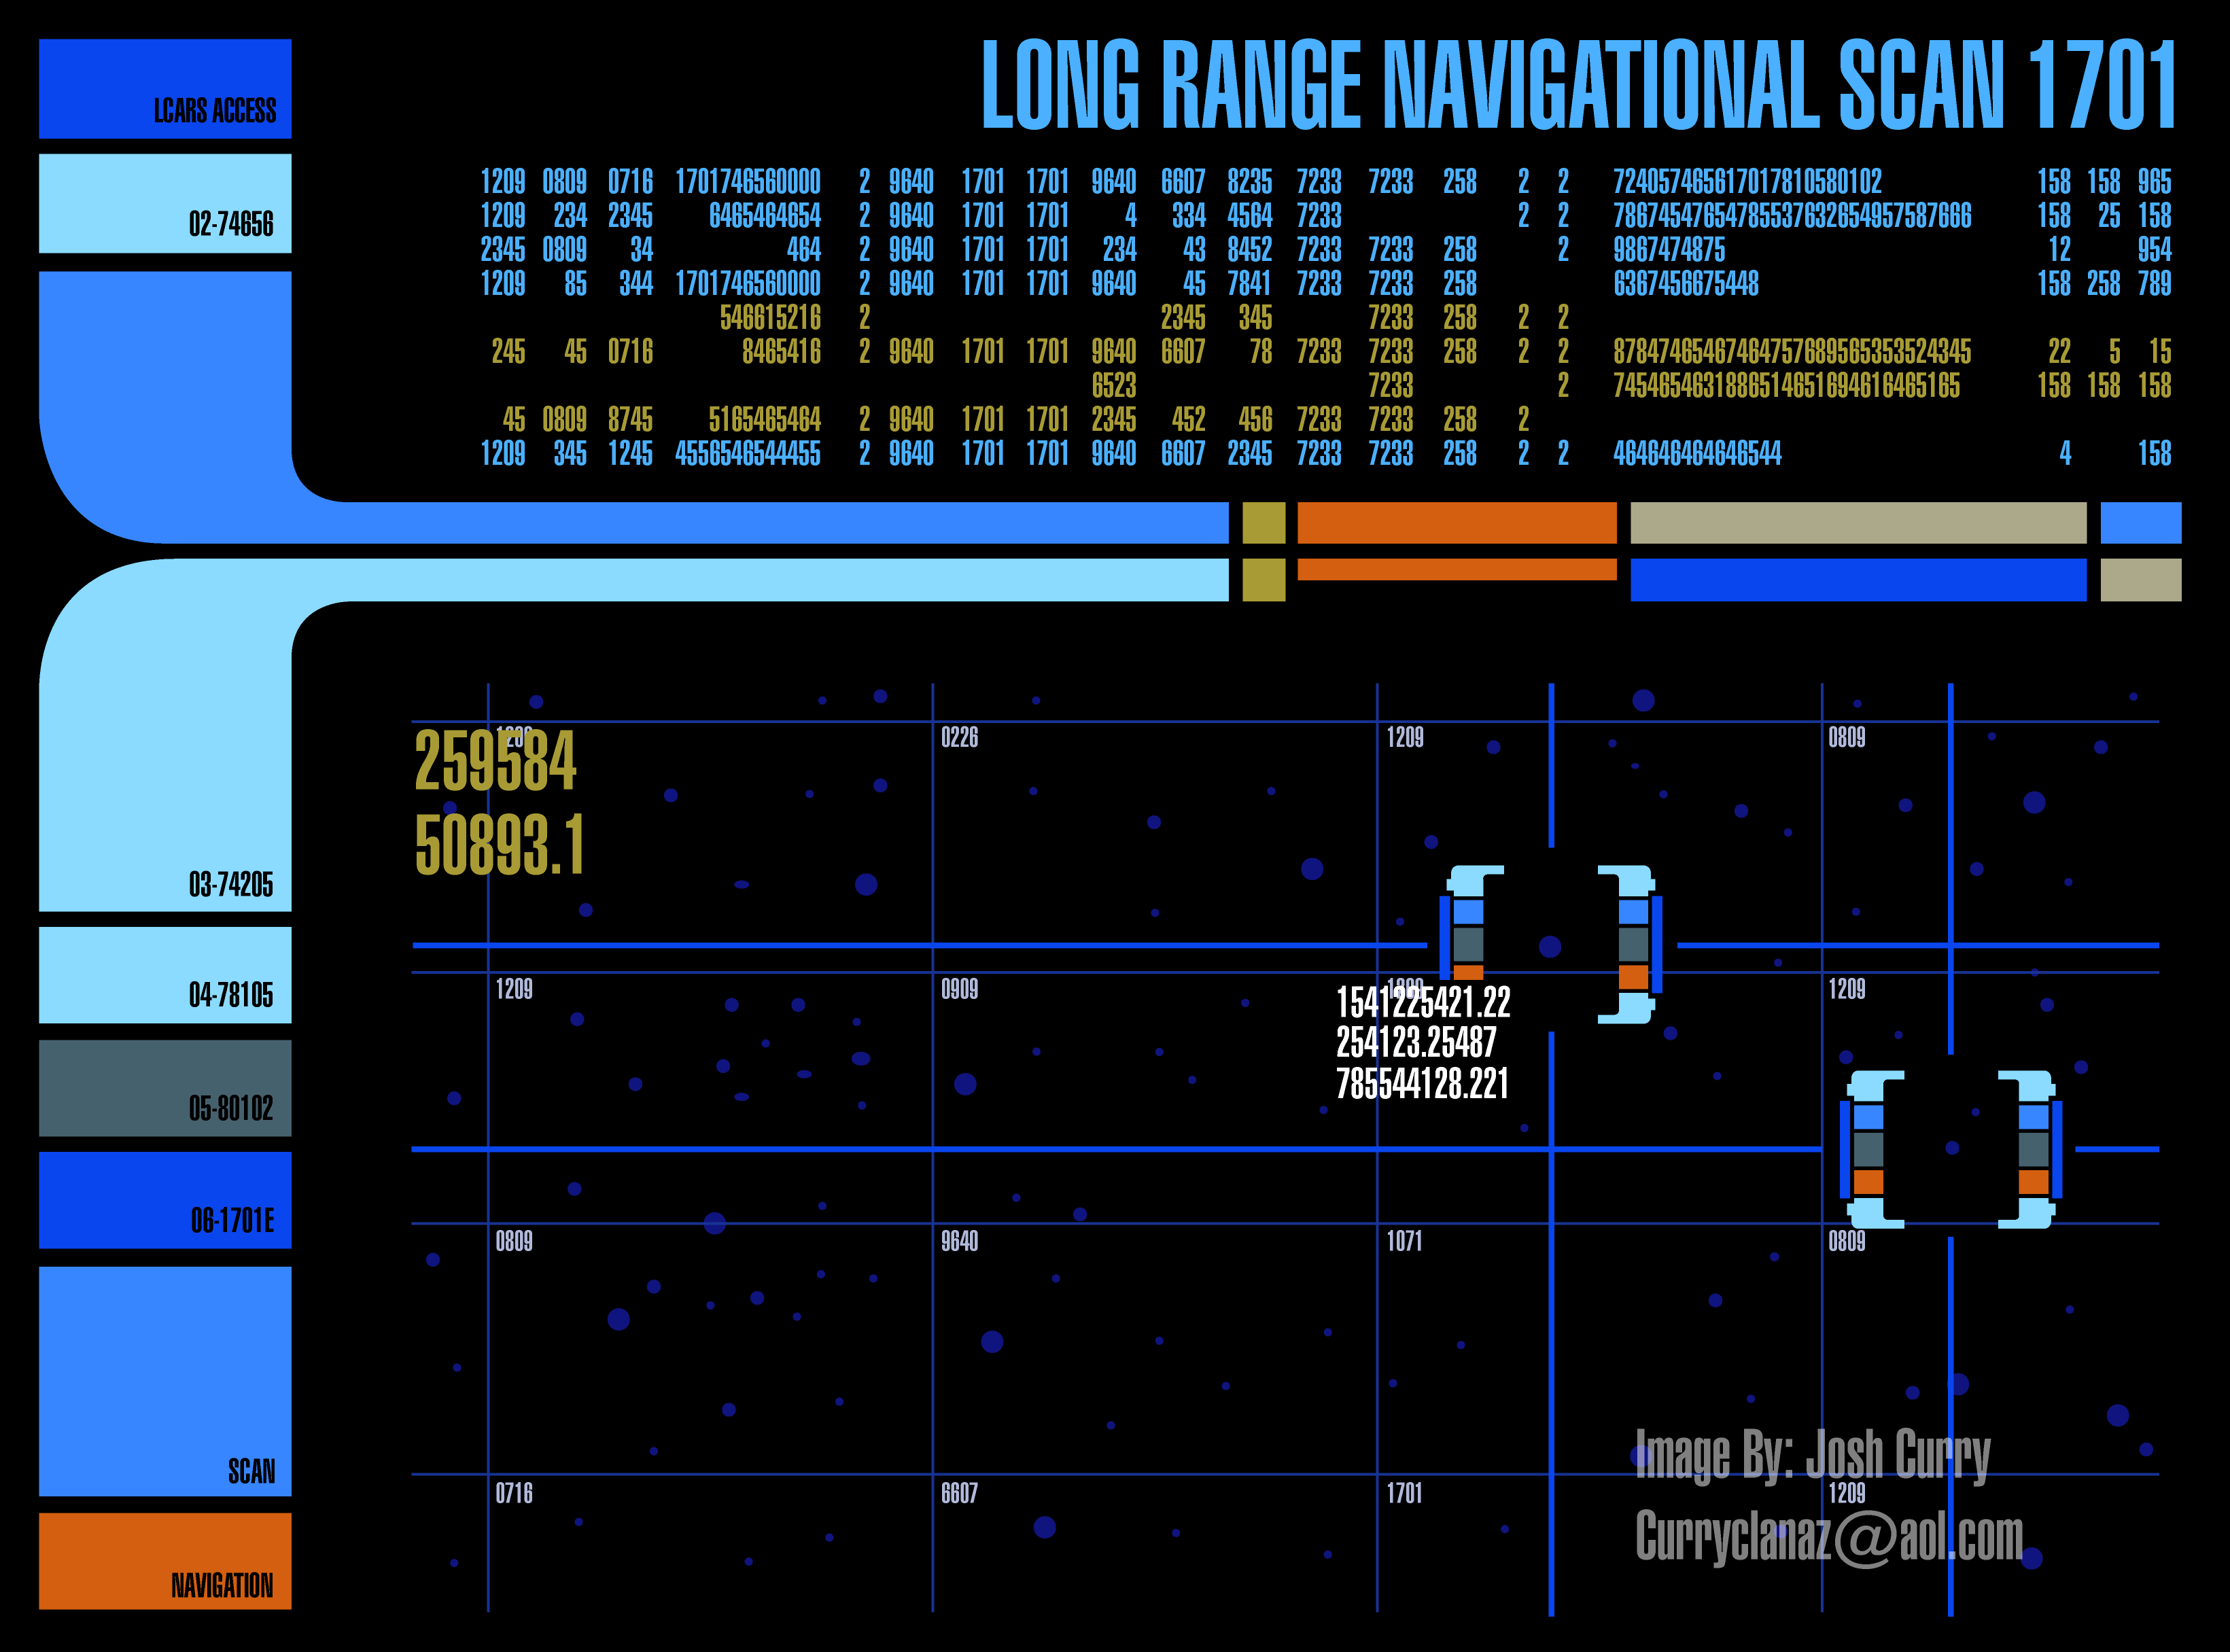 LONG RANGE NAVIGATIONAL SCAN 1701
LCARS ACCESS
02-74656
1209 0809 0716 1701746560000 2 9640 1701 1701 9640 6607 8235 7233 7233 258 2 2 724057465617017810580102 158 158 965
1209 234 2345 6465464654 2 9640 1701 1701 4 334 4564 7233 2 2 78674547654785537632654957587666 158 25 158
2345 0809 34 464 2 9640 1701 1701 234 43 8452 7233 7233 258 2 9867474875 12 954
1209 85 344 1701746560000 2 9640 1701 1701 9640 45 7841 7233 7233 258 6367456675448 158 258 789
546615216 2 2345 345 7233 258 2 2
245 45 0716 8465416 2 9640 1701 1701 9640 6607 78 7233 7233 258 2 2 87847465467464757689565353524345 22 5 15
6523 7233 2 7454654631886514651694616465165 158 158 158
45 0809 8745 5165465464 2 9640 1701 1701 2345 452 456 7233 7233 258 2
1209 345 1245 4556546544455 2 9640 1701 1701 9640 6607 2345 7233 7233 258 2 2 464646464646544 4 158
03-74205
04-78105
05-80102
06-1701E
SCAN
NAVIGATION
1209 0226 1209 0809
259584
50893.1
1209 0909 1209
1541225421.22
254123.25487
785544128.221
0809 9640 1071 0809
Image By: Josh Curry
0716 6607 1701 1209
Curryclanaz@aol.com